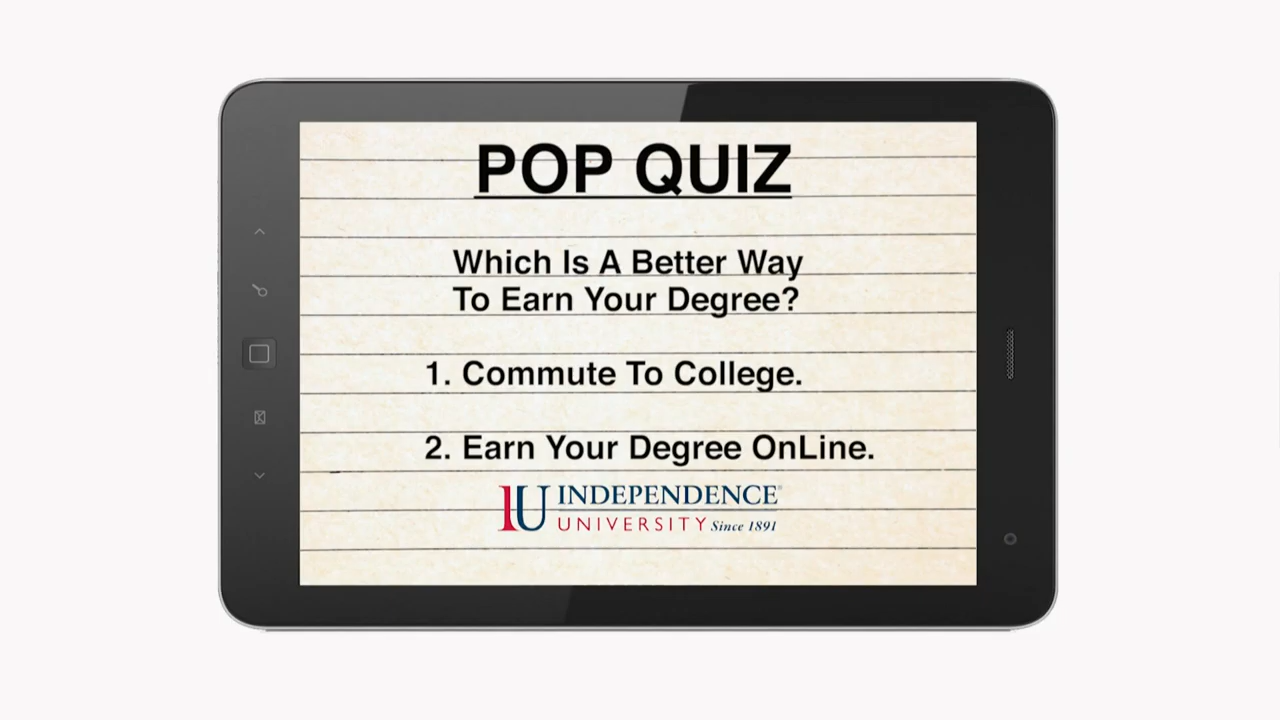 POP QUIZ
Which Is A Better Way
To Earn Your Degree?
1. Commute To College.
2. Earn Your Degree OnLine.
IU INDEPENDENCE®
UNIVERSITY Since 1891